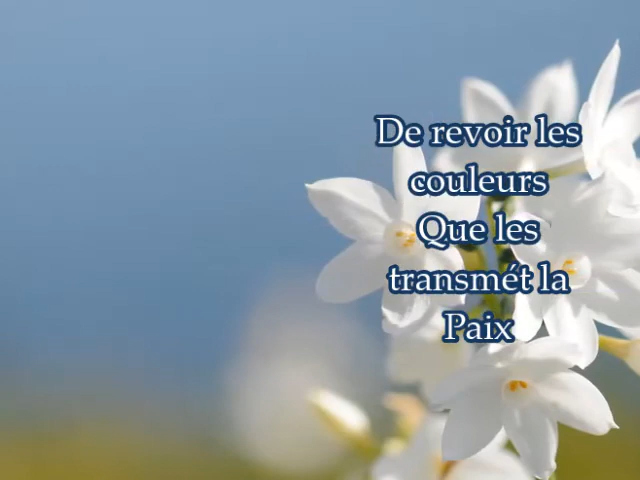 De revoir les
couleurs
Que les
transmét la
Paix